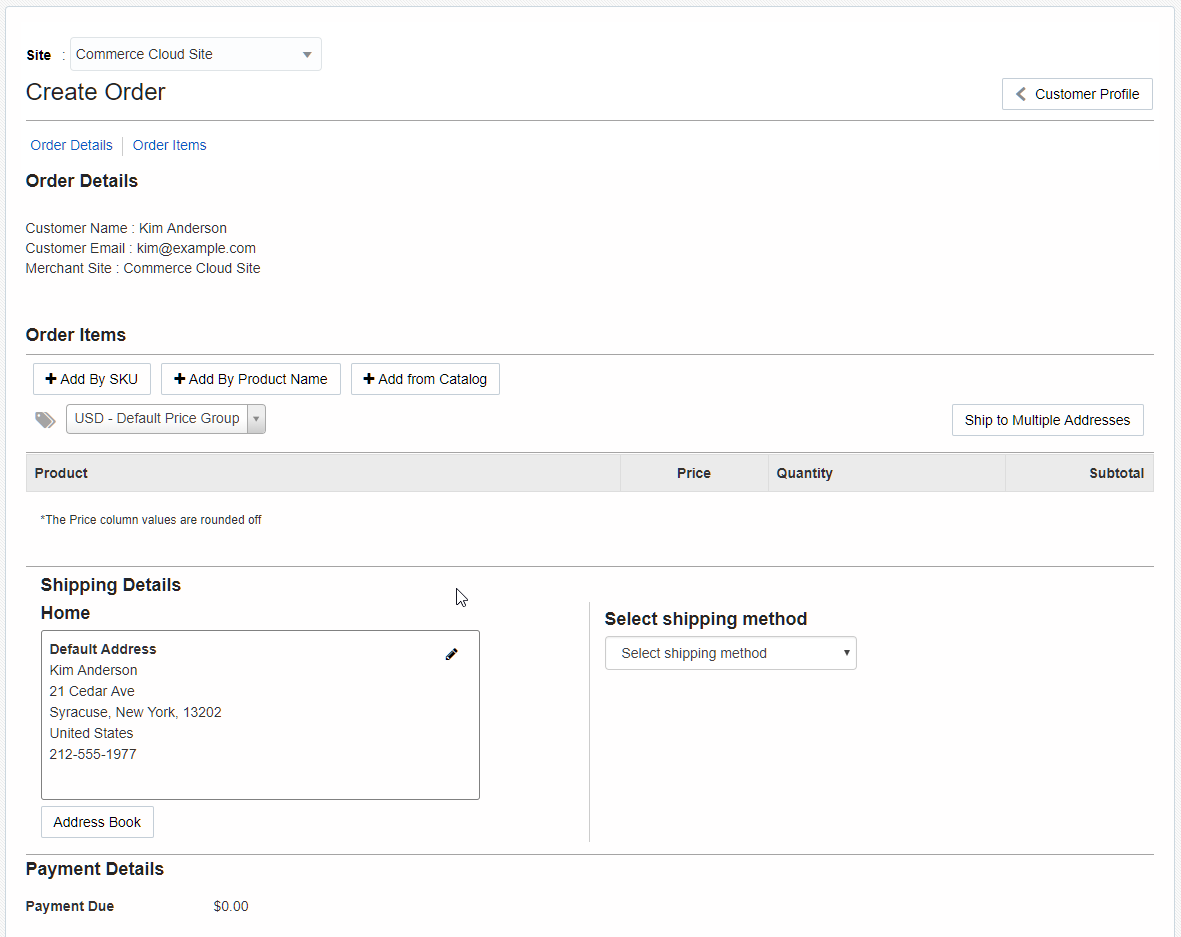 Site : Commerce Cloud Site
Create Order
Customer Profile
Order Details Order Items
Order Details
Customer Name : Kim Anderson
Customer Email : kim@example.com
Merchant Site : Commerce Cloud Site
Order Items
Add By SKU Add By Product Name Add from Catalog
USD - Default Price Group Ship to Multiple Addresses
Product Price Quantity Subtotal
*The Price column values are rounded off
Shipping Details
Home
Default Address
Kim Anderson
21 Cedar Ave
Syracuse, New York, 13202
United States
212-555-1977
Address Book
Select shipping method
Select shipping method
Payment Details
Payment Due $0.00